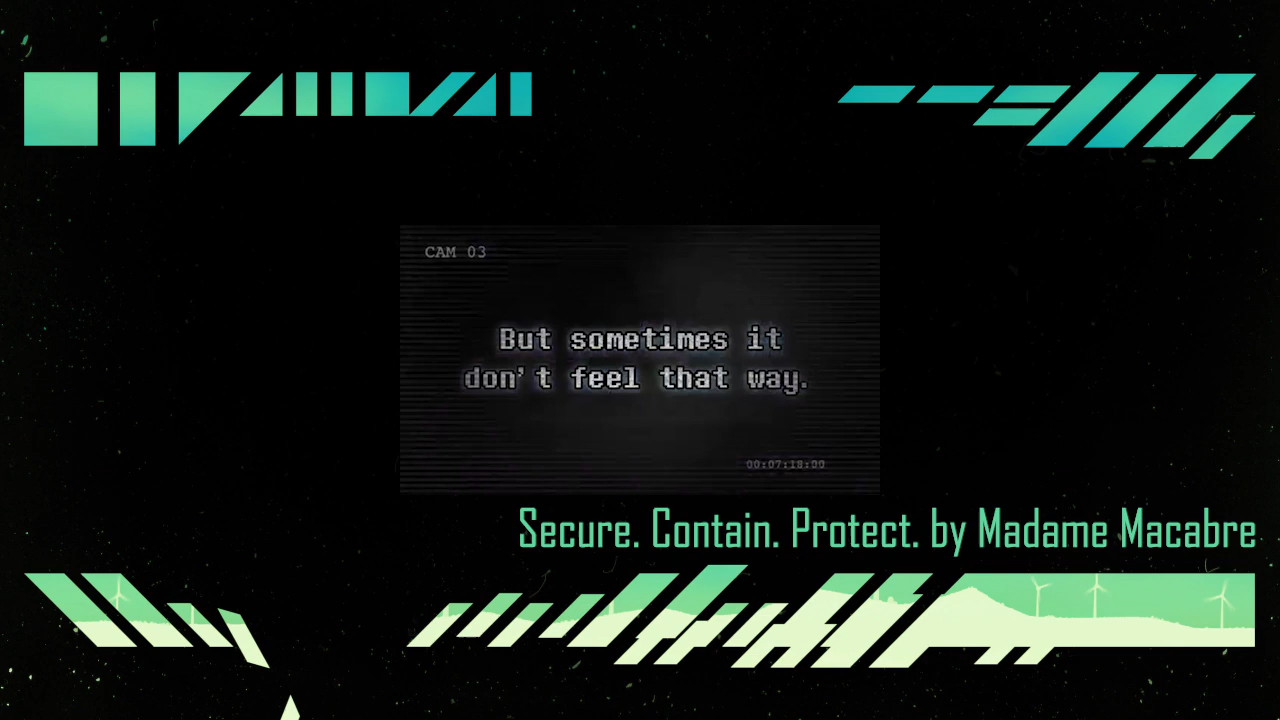 CAM 03
But sometimes it
don't feel that way.
00:07:18:00
Secure. Contain. Protect. by Madame Macabre